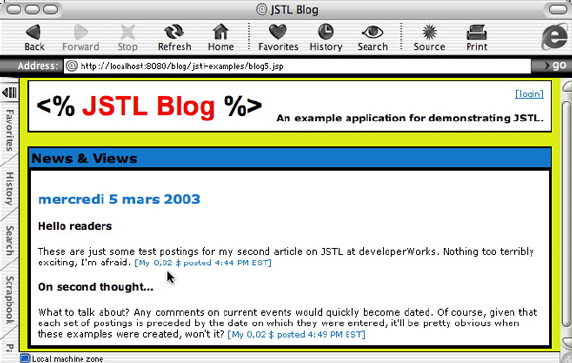 JSTL Blog
Back Forward Stop Refresh Home Favorites History Search Source Print
Address: http://localhost:8080/blog/jstl-examples/blog5.jsp go
Favorites
History
Search
Scrapbook
<% JSTL Blog %>
[login]
An example application for demonstrating JSTL.
News & Views
mercredi 5 mars 2003
Hello readers
These are just some test postings for my second article on JSTL at developerWorks. Nothing too terribly
exciting, I'm afraid. [My 0,02 $ posted 4:44 PM EST]
On second thought...
What to talk about? Any comments on current events would quickly become dated. Of course, given that
each set of postings is preceded by the date on which they were entered, it'll be pretty obvious when
these examples were created, won't it? [My 0,02 $ posted 4:49 PM EST]
Local machine zone